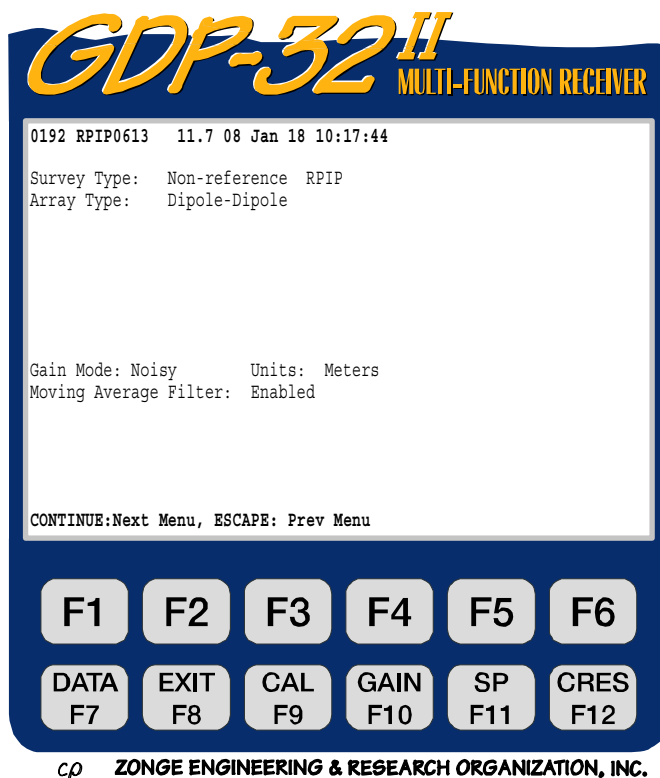 GDP-32 II
MULTI-FUNCTION RECEIVER
0192 RPIP0613 11.7 08 Jan 18 10:17:44
Survey Type: Non-reference RPIP
Array Type: Dipole-Dipole
Gain Mode: Noisy Units: Meters
Moving Average Filter: Enabled
CONTINUE:Next Menu, ESCAPE: Prev Menu
F1 F2 F3 F4 F5 F6
DATA EXIT CAL GAIN SP CRES
F7 F8 F9 F10 F11 F12
ZONGE ENGINEERING & RESEARCH ORGANIZATION, INC.